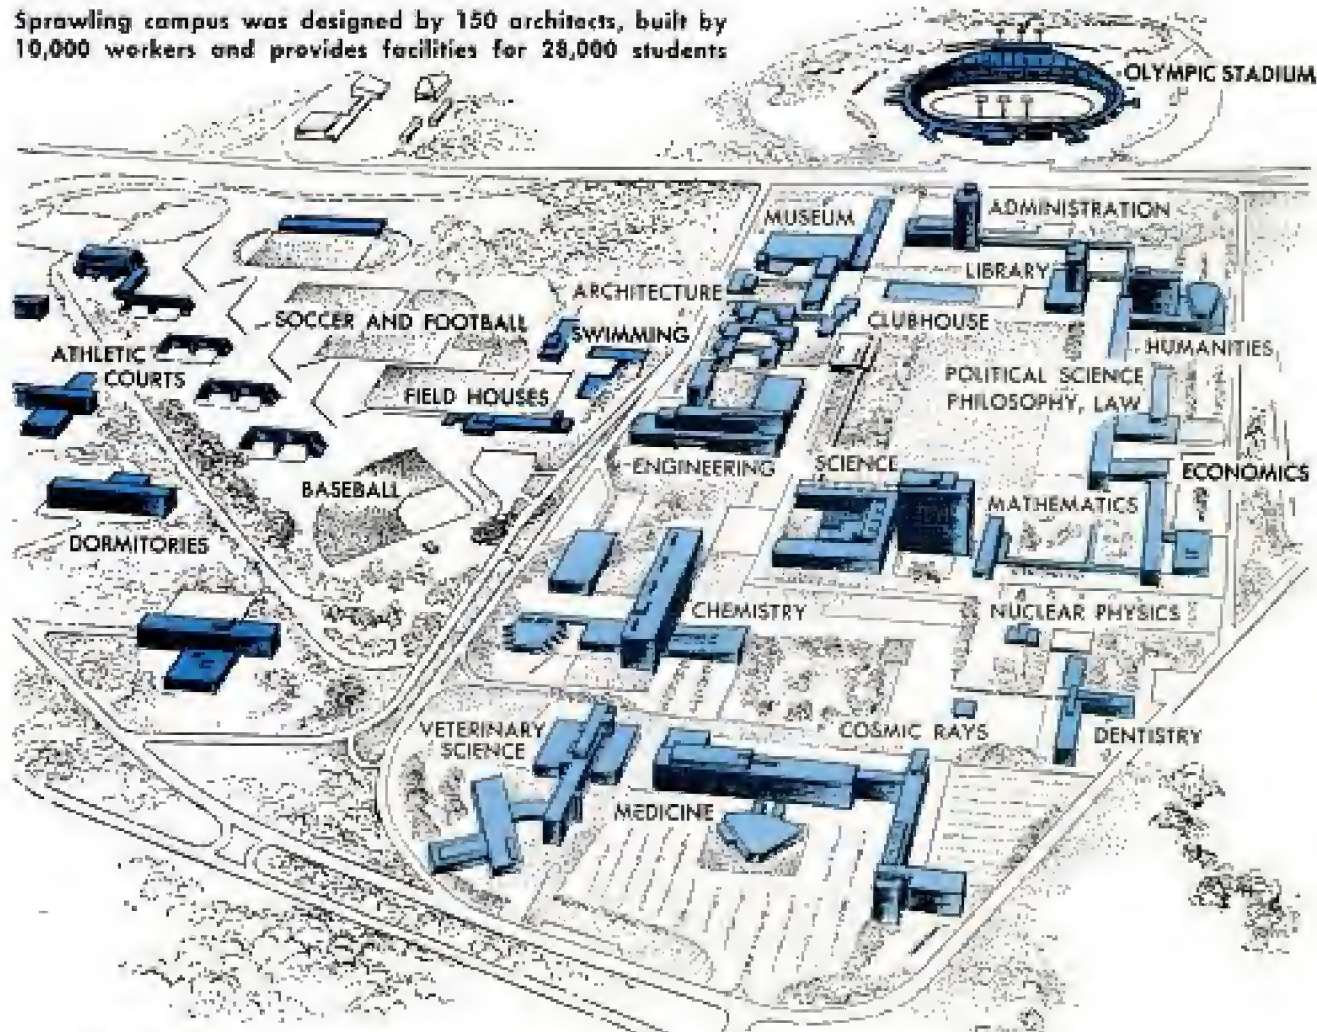 Sprawling campus was designed by 150 architects, built by
10,000 workers and provides facilities for 28,000 students
OLYMPIC STADIUM
MUSEUM
ADMINISTRATION
LIBRARY
ARCHITECTURE
CLUBHOUSE
SOCCER AND FOOTBALL
SWIMMING
HUMANITIES
ATHLETIC
COURTS
POLITICAL SCIENCE
PHILOSOPHY, LAW
FIELD HOUSES
ENGINEERING
SCIENCE
ECONOMICS
BASEBALL
MATHEMATICS
DORMITORIES
CHEMISTRY
NUCLEAR PHYSICS
VETERINARY
SCIENCE
COSMIC RAYS
DENTISTRY
MEDICINE